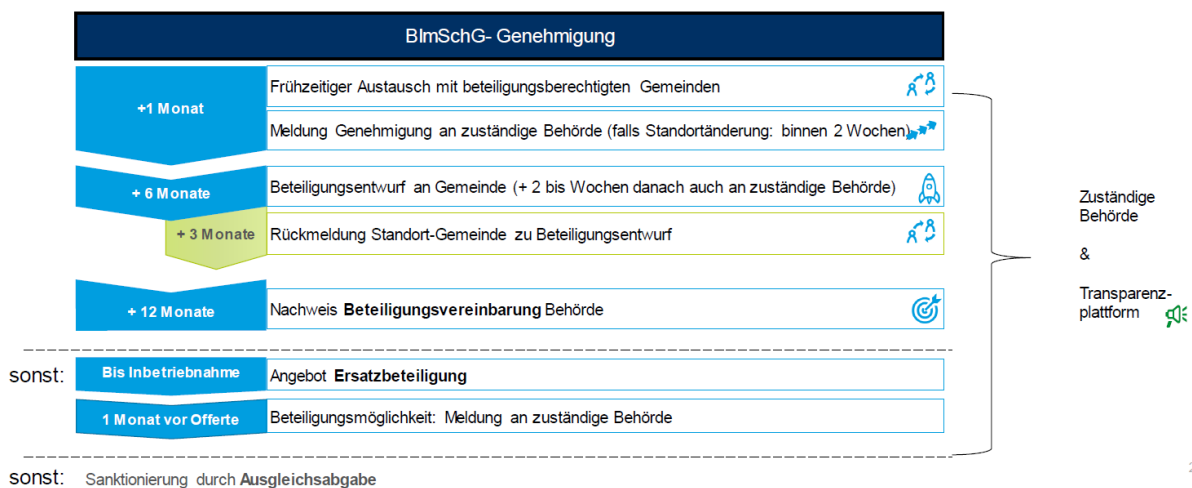 BImSchG- Genehmigung
+1 Monat
Frühzeitiger Austausch mit beteiligungsberechtigten Gemeinden
Meldung Genehmigung an zuständige Behörde (falls Standortänderung: binnen 2 Wochen)
+ 6 Monate
Beteiligungsentwurf an Gemeinde (+ 2 bis Wochen danach auch an zuständige Behörde)
+ 3 Monate
Rückmeldung Standort-Gemeinde zu Beteiligungsentwurf
+ 12 Monate
Nachweis Beteiligungsvereinbarung Behörde
Zuständige
Behörde
&
Transparenz-
plattform
sonst:
Bis Inbetriebnahme
Angebot Ersatzbeteiligung
1 Monat vor Offerte
Beteiligungsmöglichkeit: Meldung an zuständige Behörde
sonst: Sanktionierung durch Ausgleichsabgabe